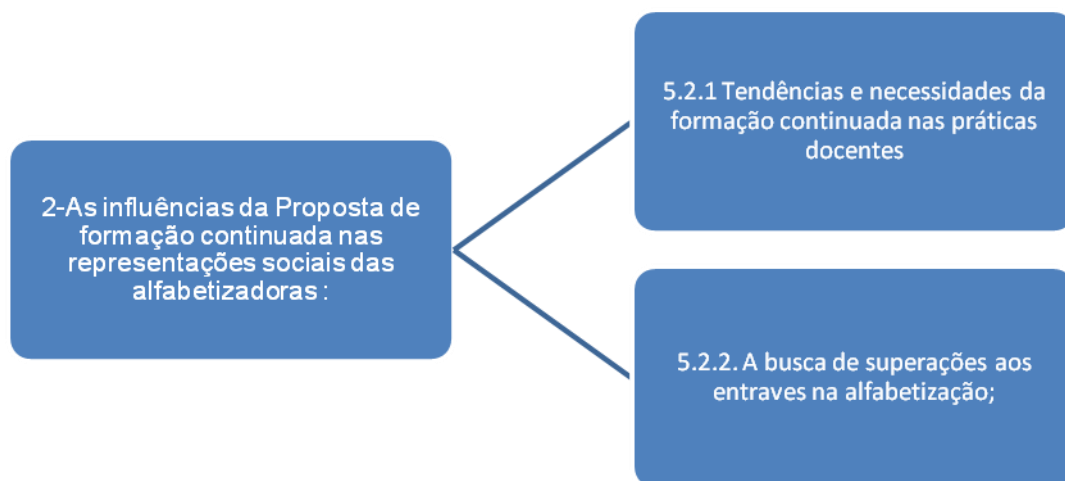 2-As influências da Proposta de
formação continuada nas
representações sociais das
alfabetizadoras :
5.2.1 Tendências e necessidades da
formação continuada nas práticas
docentes
5.2.2. A busca de superações aos
entraves na alfabetização;